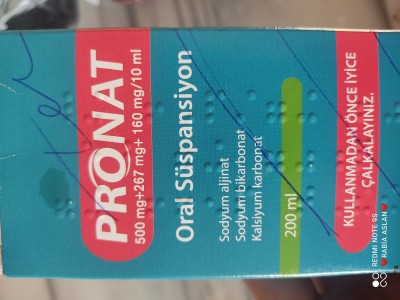 PRONAT
500 mg+267 mg+ 160 mg/10 ml
Oral Süspansiyon
Sodyum aljinat
Sodyum bikarbonat
Kalsiyum karbonat
200 ml
KULLANMADAN ÖNCE İYİCE
ÇALKALAYINIZ.
REDMI NOTE 9S
RABIA ASLAN